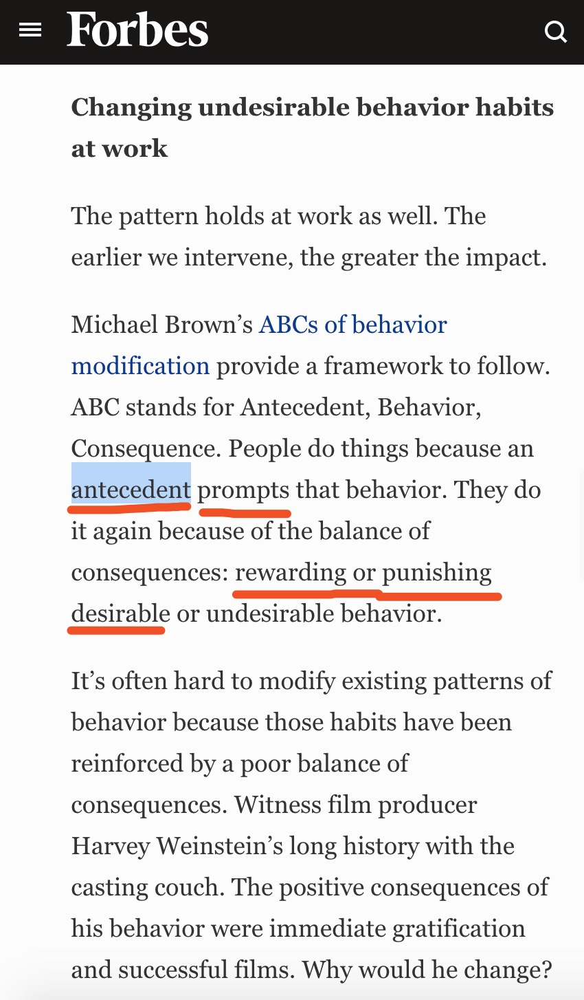 Forbes
Changing undesirable behavior habits
at work
The pattern holds at work as well. The
earlier we intervene, the greater the impact.
Michael Brown’s ABCs of behavior
modification provide a framework to follow.
ABC stands for Antecedent, Behavior,
Consequence. People do things because an
antecedent prompts that behavior. They do
it again because of the balance of
consequences: rewarding or punishing
desirable or undesirable behavior.
It’s often hard to modify existing patterns of
behavior because those habits have been
reinforced by a poor balance of
consequences. Witness film producer
Harvey Weinstein’s long history with the
casting couch. The positive consequences of
his behavior were immediate gratification
and successful films. Why would he change?